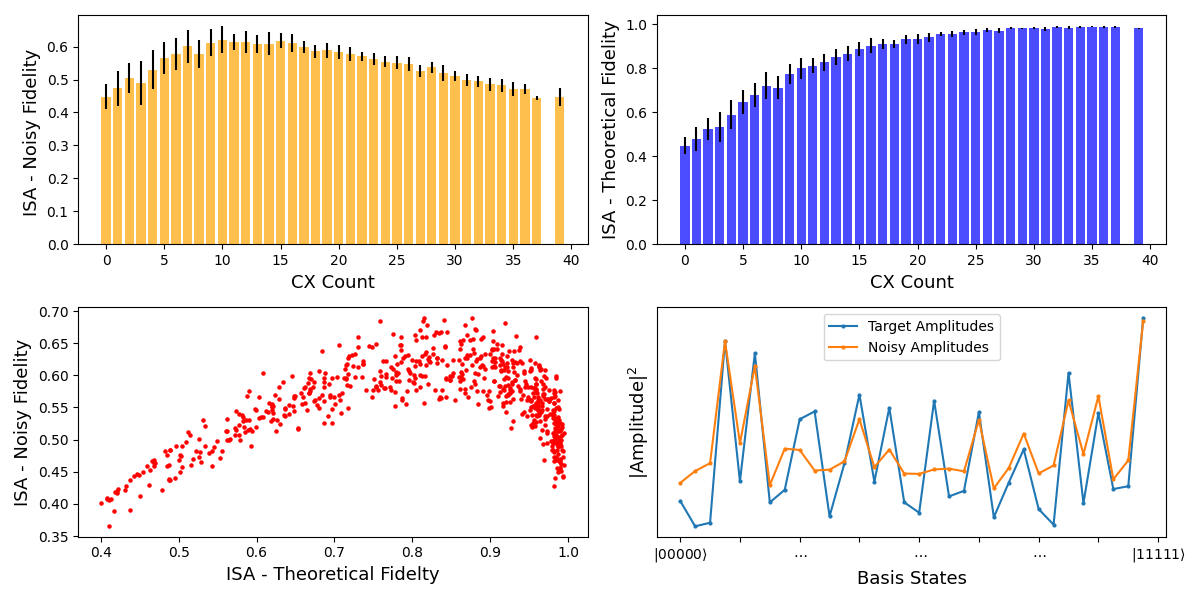 ISA - Noisy Fidelity
0.6
0.5
0.4
0.3
0.2
0.1
0.0
0 5 10 15 20 25 30 35 40
CX Count
ISA - Theoretical Fidelity
1.0
0.8
0.6
0.4
0.2
0.0
0 5 10 15 20 25 30 35 40
CX Count
ISA - Noisy Fidelity
0.70
0.65
0.60
0.55
0.50
0.45
0.40
0.35
0.4 0.5 0.6 0.7 0.8 0.9 1.0
ISA - Theoretical Fidelty
|Amplitude|²
Target Amplitudes
Noisy Amplitudes
|000000⟩ ... ... ... |11111⟩
Basis States